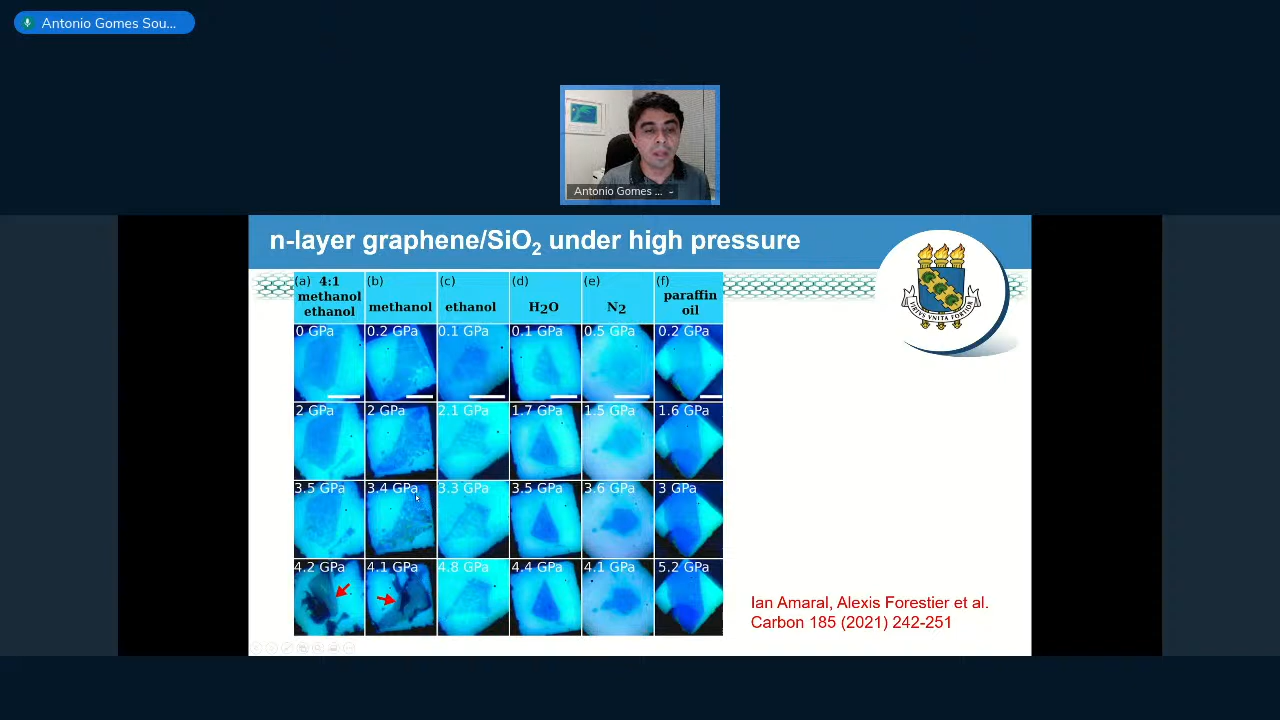 Antonio Gomes Sou...
Antonio Gomes ...
n-layer graphene/SiO2 under high pressure
(a) 4:1 methanol ethanol
(b) methanol
(c) ethanol
(d) H2O
(e) N2
(f) paraffin oil
0 GPa 0.2 GPa 0.1 GPa 0.1 GPa 0.5 GPa 0.2 GPa
2 GPa 2 GPa 2.1 GPa 1.7 GPa 1.5 GPa 1.6 GPa
3.5 GPa 3.4 GPa 3.3 GPa 3.5 GPa 3.6 GPa 3 GPa
4.2 GPa 4.1 GPa 4.8 GPa 4.4 GPa 4.1 GPa 5.2 GPa
VIRTVS VNITA FORTIOR
Ian Amaral, Alexis Forestier et al.
Carbon 185 (2021) 242-251